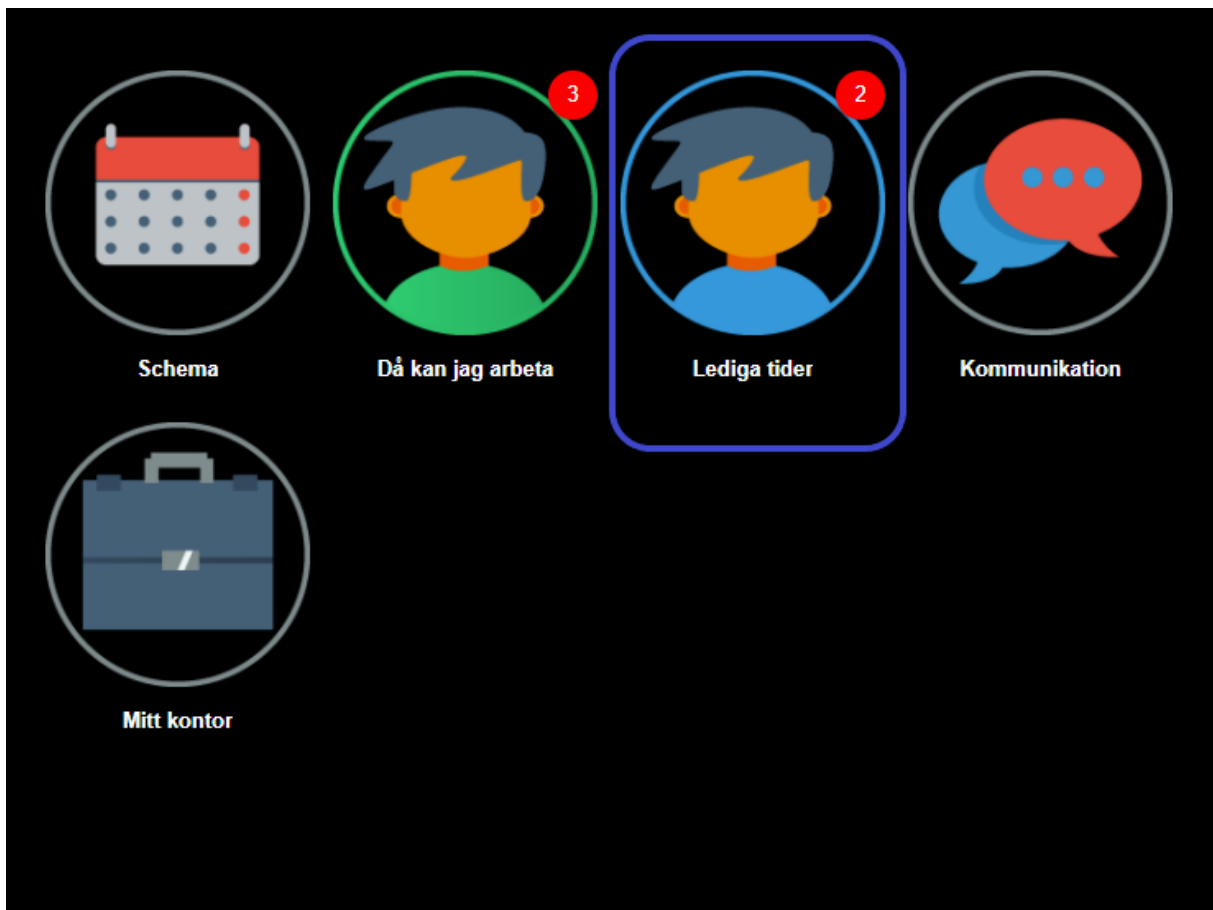 3
2
Schema
Då kan jag arbeta
Lediga tider
Kommunikation
Mitt kontor